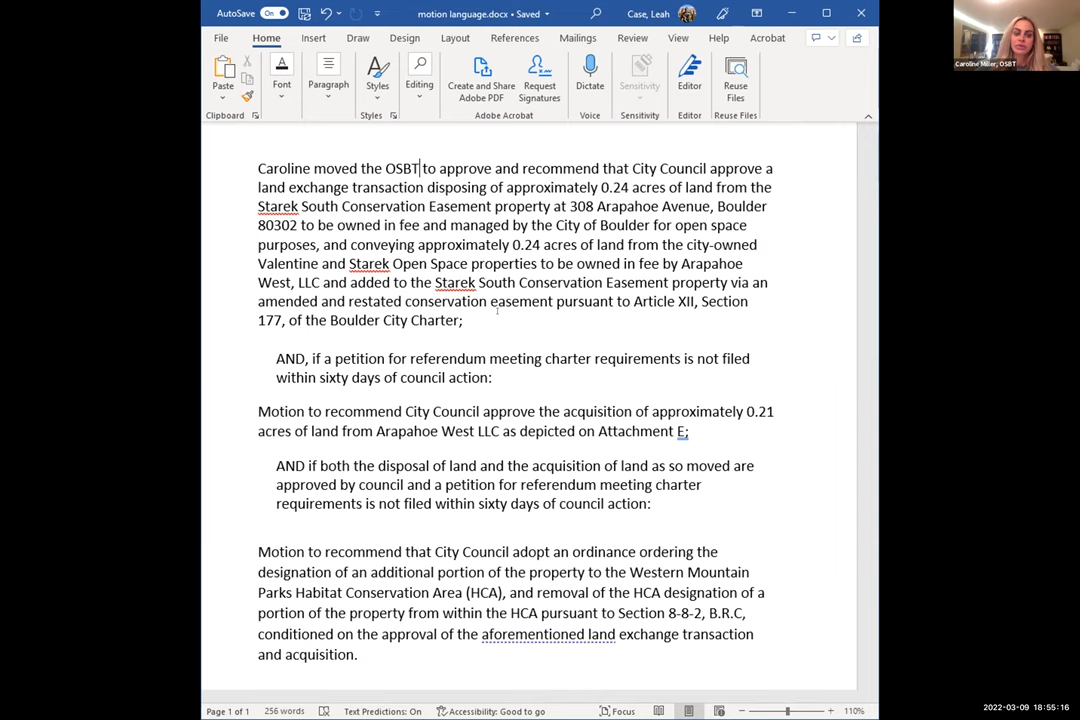 AutoSave On motion language.docx • Saved Case, Leah
File Home Insert Draw Design Layout References Mailings Review View Help Acrobat
Paste Font Paragraph Styles Editing Create and Share Adobe PDF Request Signatures Dictate Sensitivity Editor Reuse Files
Clipboard Styles Adobe Acrobat Voice Sensitivity Editor Reuse Files
Caroline Miller, OSBT
Caroline moved the OSBT to approve and recommend that City Council approve a
land exchange transaction disposing of approximately 0.24 acres of land from the
Starek South Conservation Easement property at 308 Arapahoe Avenue, Boulder
80302 to be owned in fee and managed by the City of Boulder for open space
purposes, and conveying approximately 0.24 acres of land from the city-owned
Valentine and Starek Open Space properties to be owned in fee by Arapahoe
West, LLC and added to the Starek South Conservation Easement property via an
amended and restated conservation easement pursuant to Article XII, Section
177, of the Boulder City Charter;
AND, if a petition for referendum meeting charter requirements is not filed
within sixty days of council action:
Motion to recommend City Council approve the acquisition of approximately 0.21
acres of land from Arapahoe West LLC as depicted on Attachment E;
AND if both the disposal of land and the acquisition of land as so moved are
approved by council and a petition for referendum meeting charter
requirements is not filed within sixty days of council action:
Motion to recommend that City Council adopt an ordinance ordering the
designation of an additional portion of the property to the Western Mountain
Parks Habitat Conservation Area (HCA), and removal of the HCA designation of a
portion of the property from within the HCA pursuant to Section 8-8-2, B.R.C,
conditioned on the approval of the aforementioned land exchange transaction
and acquisition.
Page 1 of 1 256 words Text Predictions: On Accessibility: Good to go Focus 110%
2022-03-09 18:55:16